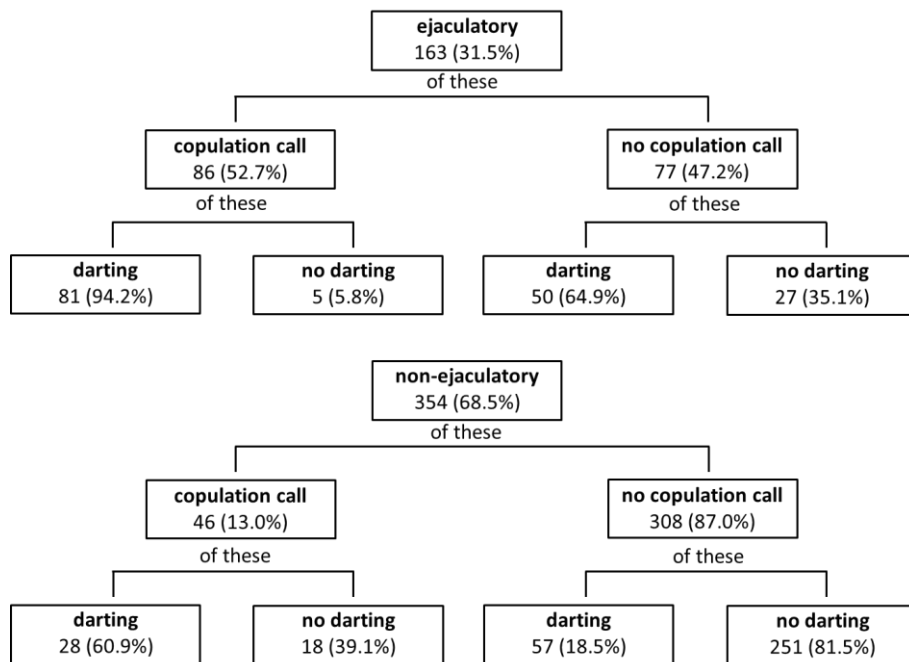 ejaculatory
163 (31.5%)
of these
copulation call
86 (52.7%)
no copulation call
77 (47.2%)
of these
of these
darting
81 (94.2%)
no darting
5 (5.8%)
darting
50 (64.9%)
no darting
27 (35.1%)
non-ejaculatory
354 (68.5%)
of these
copulation call
46 (13.0%)
no copulation call
308 (87.0%)
of these
of these
darting
28 (60.9%)
no darting
18 (39.1%)
darting
57 (18.5%)
no darting
251 (81.5%)